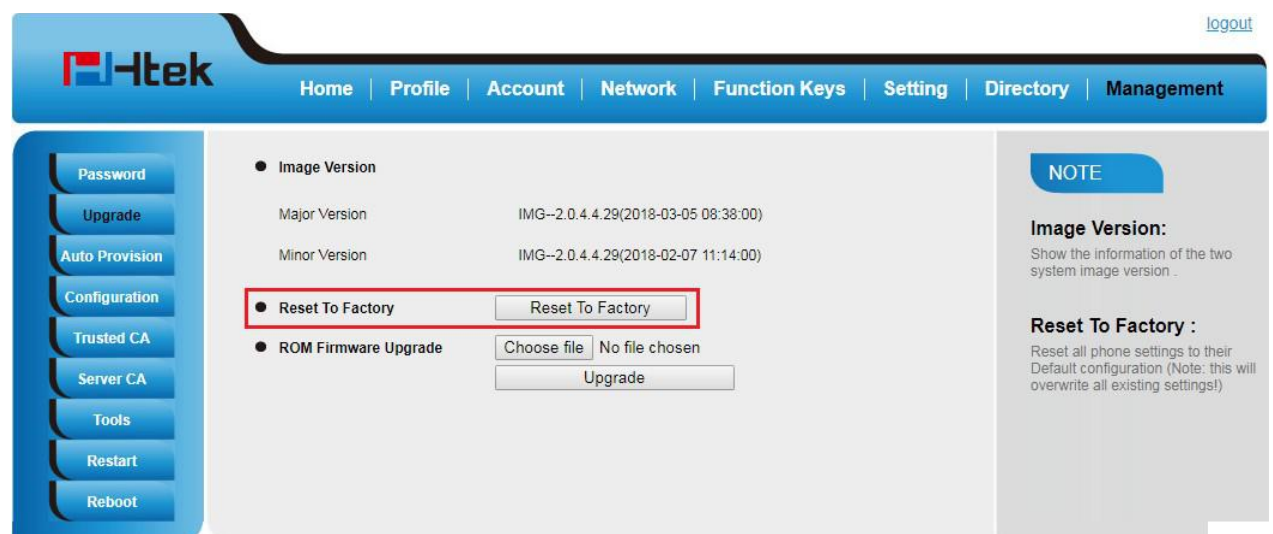 logout
Htek
Home | Profile | Account | Network | Function Keys | Setting | Directory | Management
Password
Upgrade
Auto Provision
Configuration
Trusted CA
Server CA
Tools
Restart
Reboot
Image Version
Major Version IMG--2.0.4.4.29(2018-03-05 08:38:00)
Minor Version IMG--2.0.4.4.29(2018-02-07 11:14:00)
Reset To Factory Reset To Factory
ROM Firmware Upgrade Choose file No file chosen
Upgrade
NOTE
Image Version:
Show the information of the two
system image version .
Reset To Factory :
Reset all phone settings to their
Default configuration (Note: this will
overwrite all existing settings!)